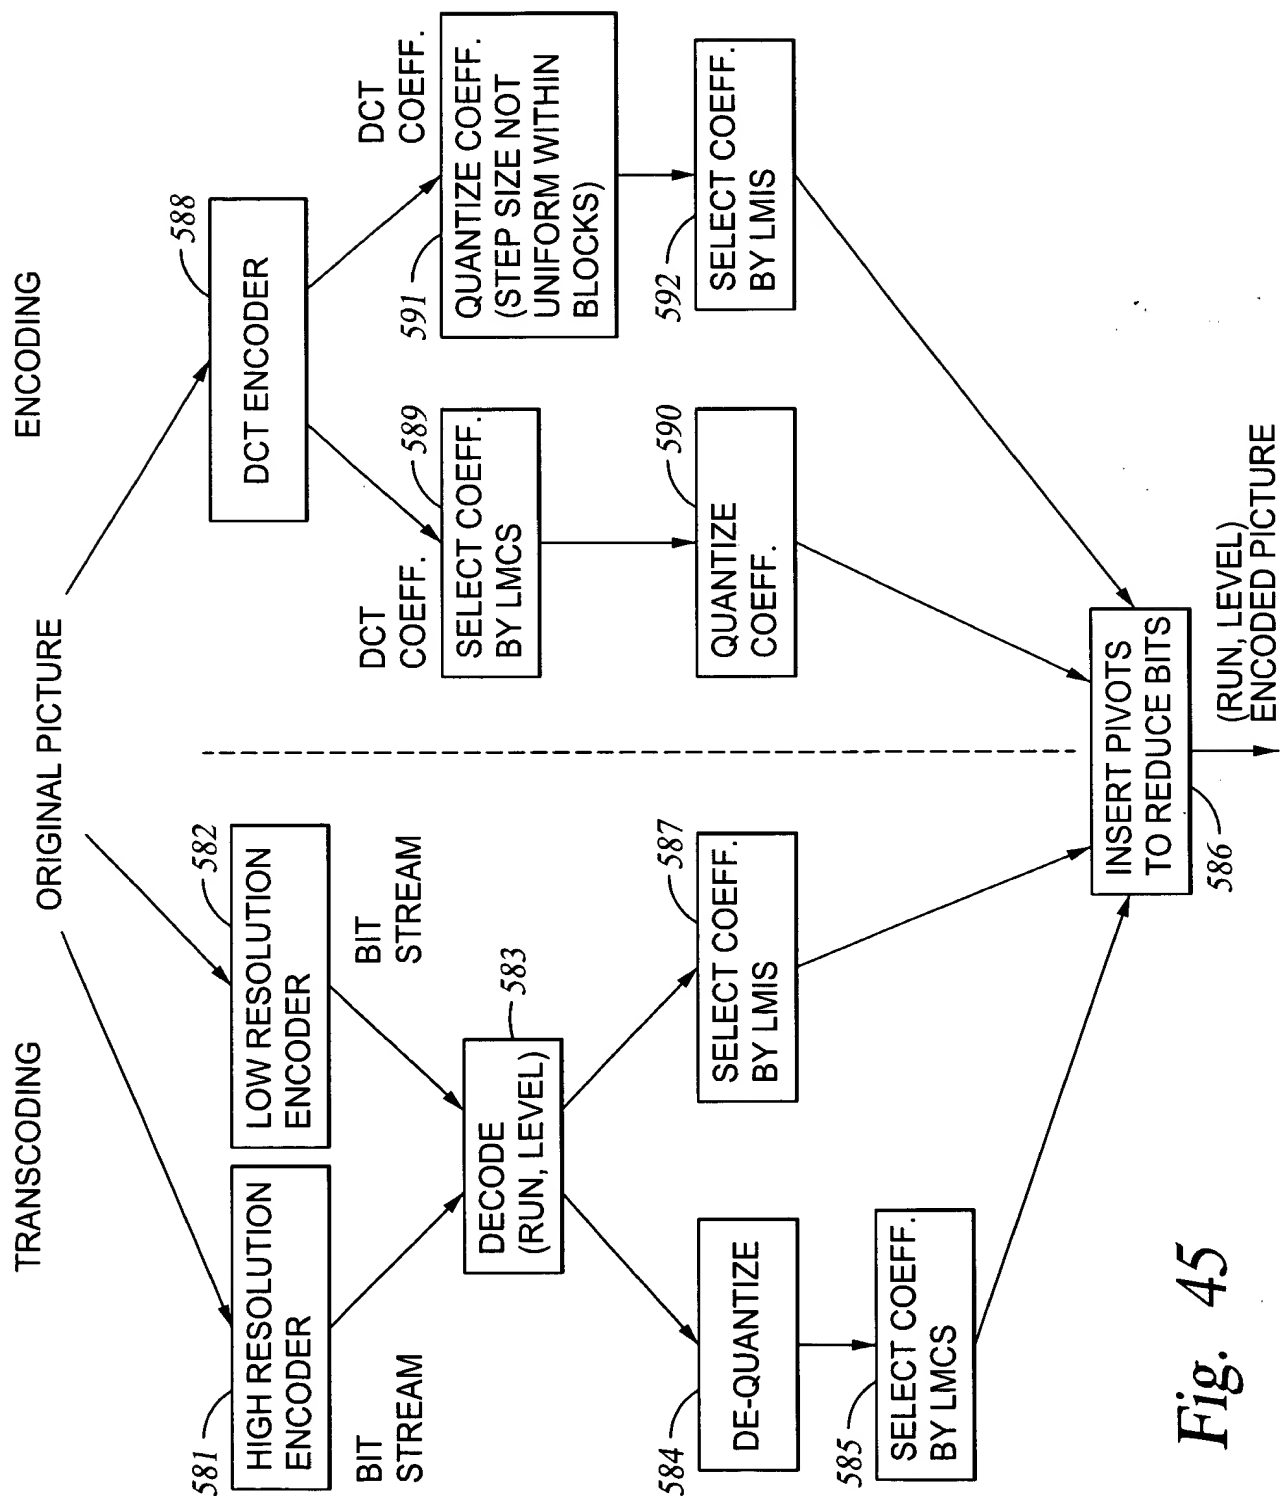 TRANSCODING
ENCODING
ORIGINAL PICTURE
581
HIGH RESOLUTION
ENCODER
582
LOW RESOLUTION
ENCODER
588
DCT ENCODER
BIT
STREAM
BIT
STREAM
DCT
COEFF.
DCT
COEFF.
583
DECODE
(RUN, LEVEL)
589
SELECT COEFF.
BY LMCS
591
QUANTIZE COEFF.
(STEP SIZE NOT
UNIFORM WITHIN
BLOCKS)
584
DE-QUANTIZE
587
SELECT COEFF.
BY LMIS
590
QUANTIZE
COEFF.
592
SELECT COEFF.
BY LMIS
585
SELECT COEFF.
BY LMCS
INSERT PIVOTS
TO REDUCE BITS
586
(RUN, LEVEL)
ENCODED PICTURE
Fig. 45